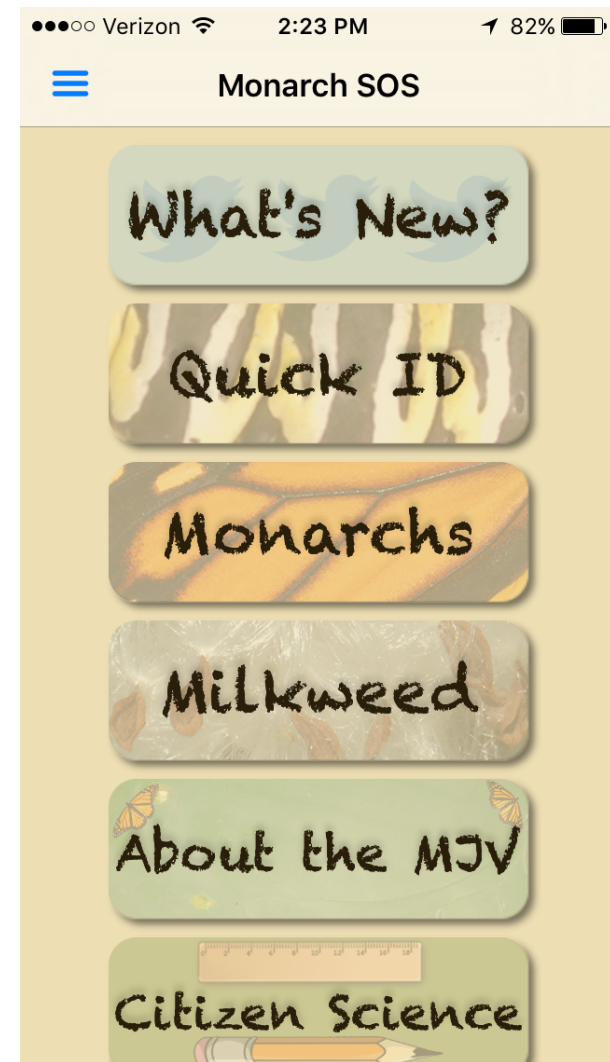 Verizon 2:23 PM 82%
Monarch SOS
What's New?
Quick ID
Monarchs
Milkweed
About the MJV
Citizen Science